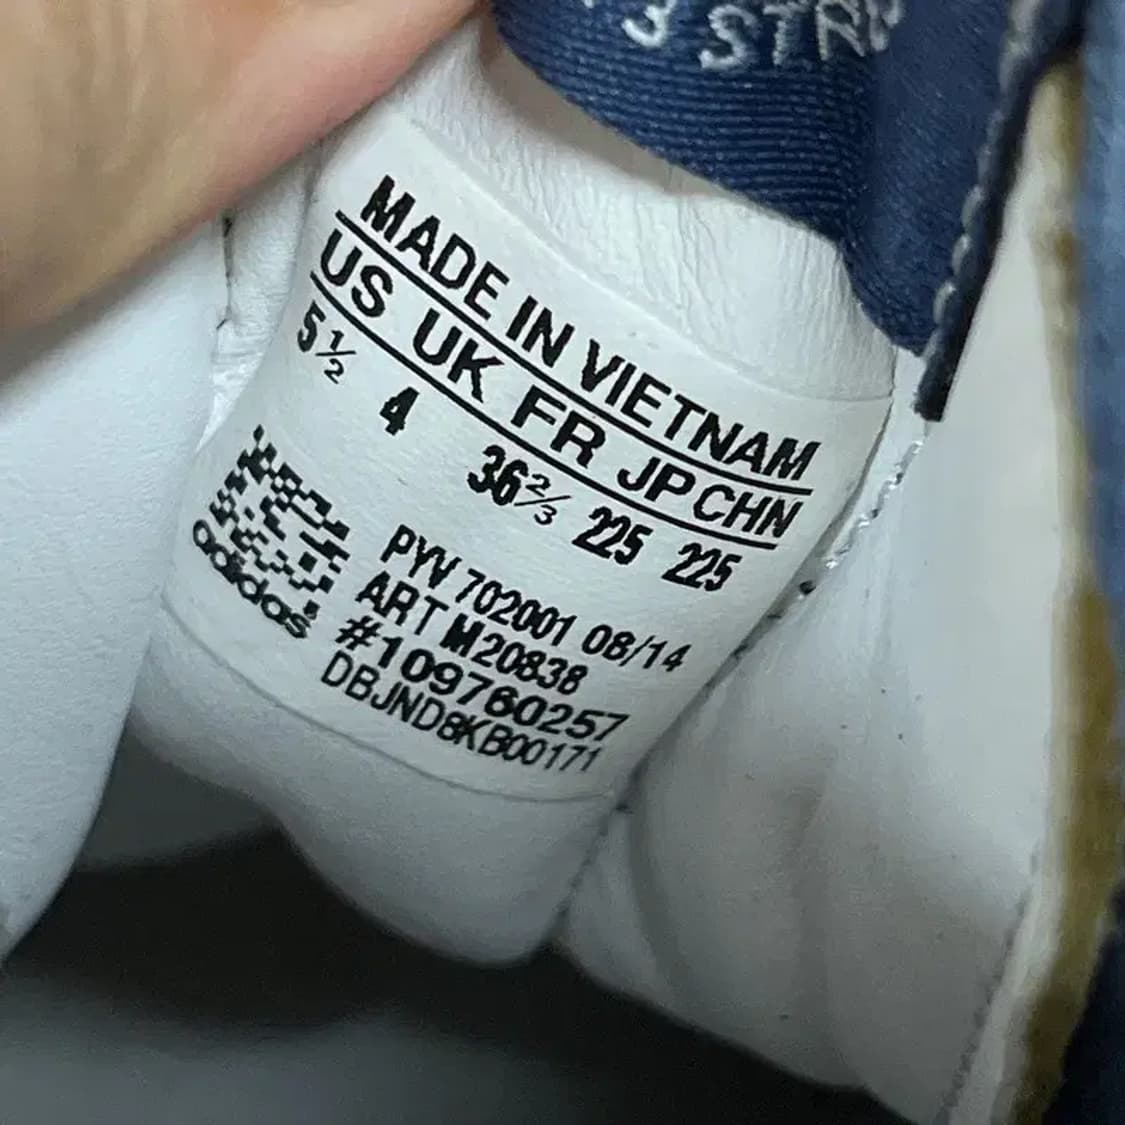 3 STR
MADE IN VIETNAM
US UK FR JP CHN
5½ 4 36⅔ 225 225
adidas
PYV 702001 08/14
ART M20838
#109760257
DBJND8KB00171